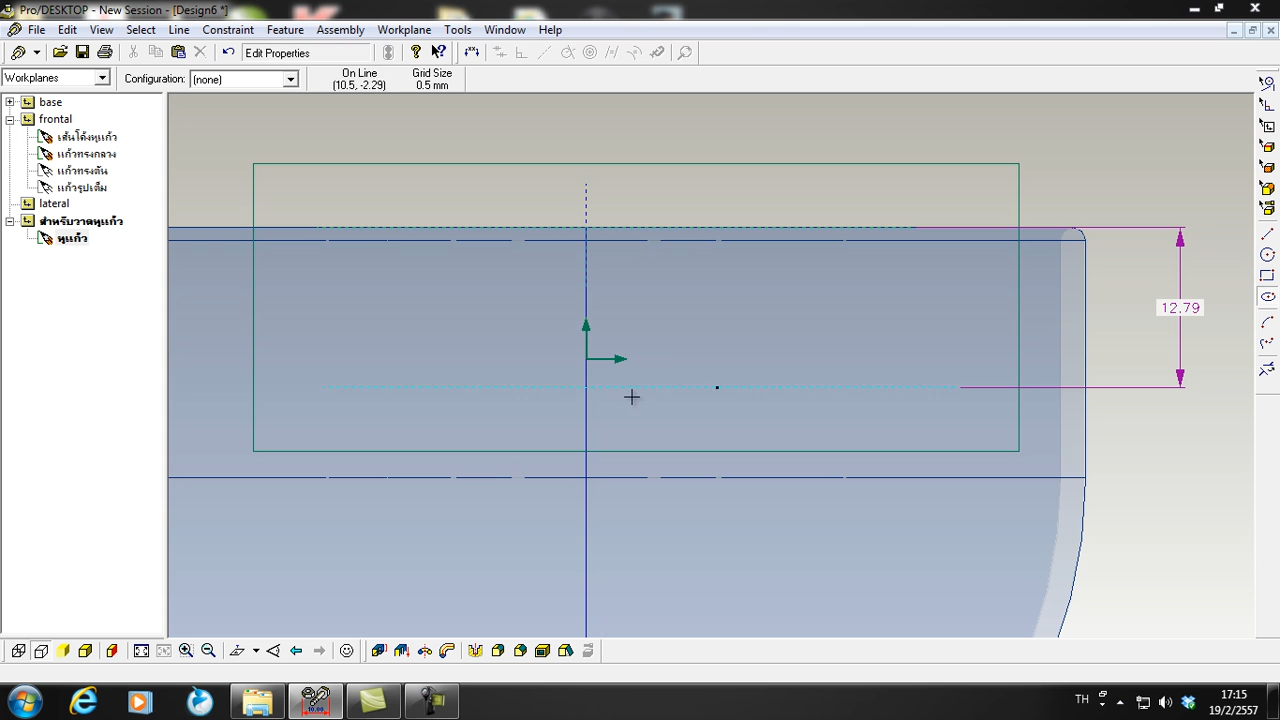 Pro/DESKTOP - New Session - [Design6 *]
File Edit View Select Line Constraint Feature Assembly Workplane Tools Window Help
Edit Properties
Workplanes Configuration: (none) On Line Grid Size
(10.5, -2.29) 0.5 mm
base
frontal
เส้นโค้งหูแก้ว
แก้วทรงกลวง
แก้วทรงตัน
แก้วรูปเต็ม
lateral
สำหรับวาดหูแก้ว
หูแก้ว
12.79
10.00
TH
17:15
19/2/2557